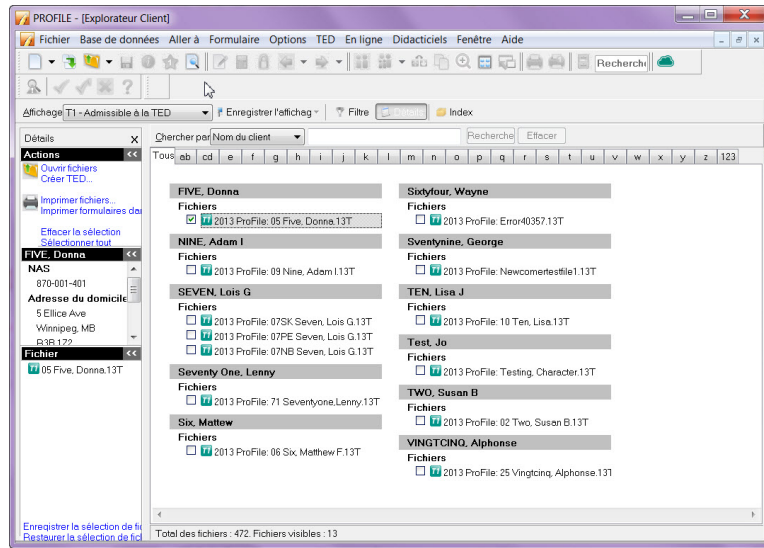 PROFILE - [Explorateur Client]
Fichier Base de données Aller à Formulaire Options TED En ligne Didacticiels Fenêtre Aide
Recherche
Affichage T1 - Admissible à la TED Enregistrer l'affichag Filtre Détails Index
Détails X
Chercher par Nom du client Recherche Effacer
Actions <<
Tous ab cd e f g h i j k l m n o p q r s t u v w x y z 123
Ouvrir fichiers
Créer TED...
Imprimer fichiers...
Imprimer formulaires dan
Effacer la sélection
Sélectionner tout
FIVE, Donna <<
NAS
870-001-401
Adresse du domicile
5 Ellice Ave
Winnipeg, MB
R3B 1Z2
Fichier <<
05 Five, Donna.13T
Enregistrer la sélection de fic
Restaurer la sélection de fich
FIVE, Donna
Fichiers
2013 ProFile: 05 Five, Donna.13T
NINE, Adam I
Fichiers
2013 ProFile: 09 Nine, Adam I.13T
SEVEN, Lois G
Fichiers
2013 ProFile: 07SK Seven, Lois G.13T
2013 ProFile: 07PE Seven, Lois G.13T
2013 ProFile: 07NB Seven, Lois G.13T
Seventy One, Lenny
Fichiers
2013 ProFile: 71 Seventyone,Lenny.13T
Six, Mattew
Fichiers
2013 ProFile: 06 Six, Matthew F.13T
Sixtyfour, Wayne
Fichiers
2013 ProFile: Error40357.13T
Sventynine, George
Fichiers
2013 ProFile: Newcomertestfile1.13T
TEN, Lisa J
Fichiers
2013 ProFile: 10 Ten, Lisa.13T
Test, Jo
Fichiers
2013 ProFile: Testing, Character.13T
TWO, Susan B
Fichiers
2013 ProFile: 02 Two, Susan B.13T
VINGTCINQ, Alphonse
Fichiers
2013 ProFile: 25 Vingtcinq, Alphonse.13T
Total des fichiers : 472. Fichiers visibles : 13